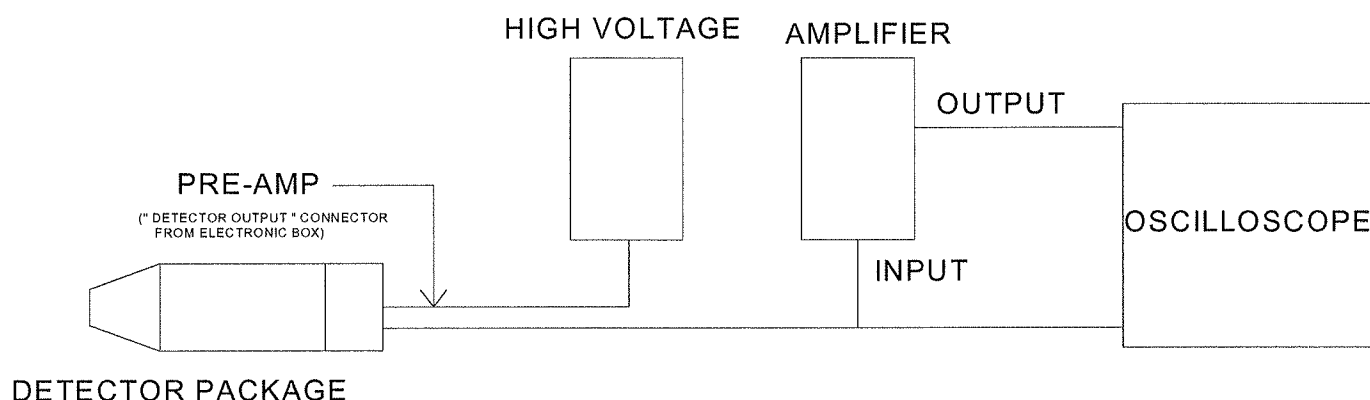 HIGH VOLTAGE
AMPLIFIER
OUTPUT
PRE-AMP
(" DETECTOR OUTPUT " CONNECTOR
FROM ELECTRONIC BOX)
OSCILLOSCOPE
INPUT
DETECTOR PACKAGE